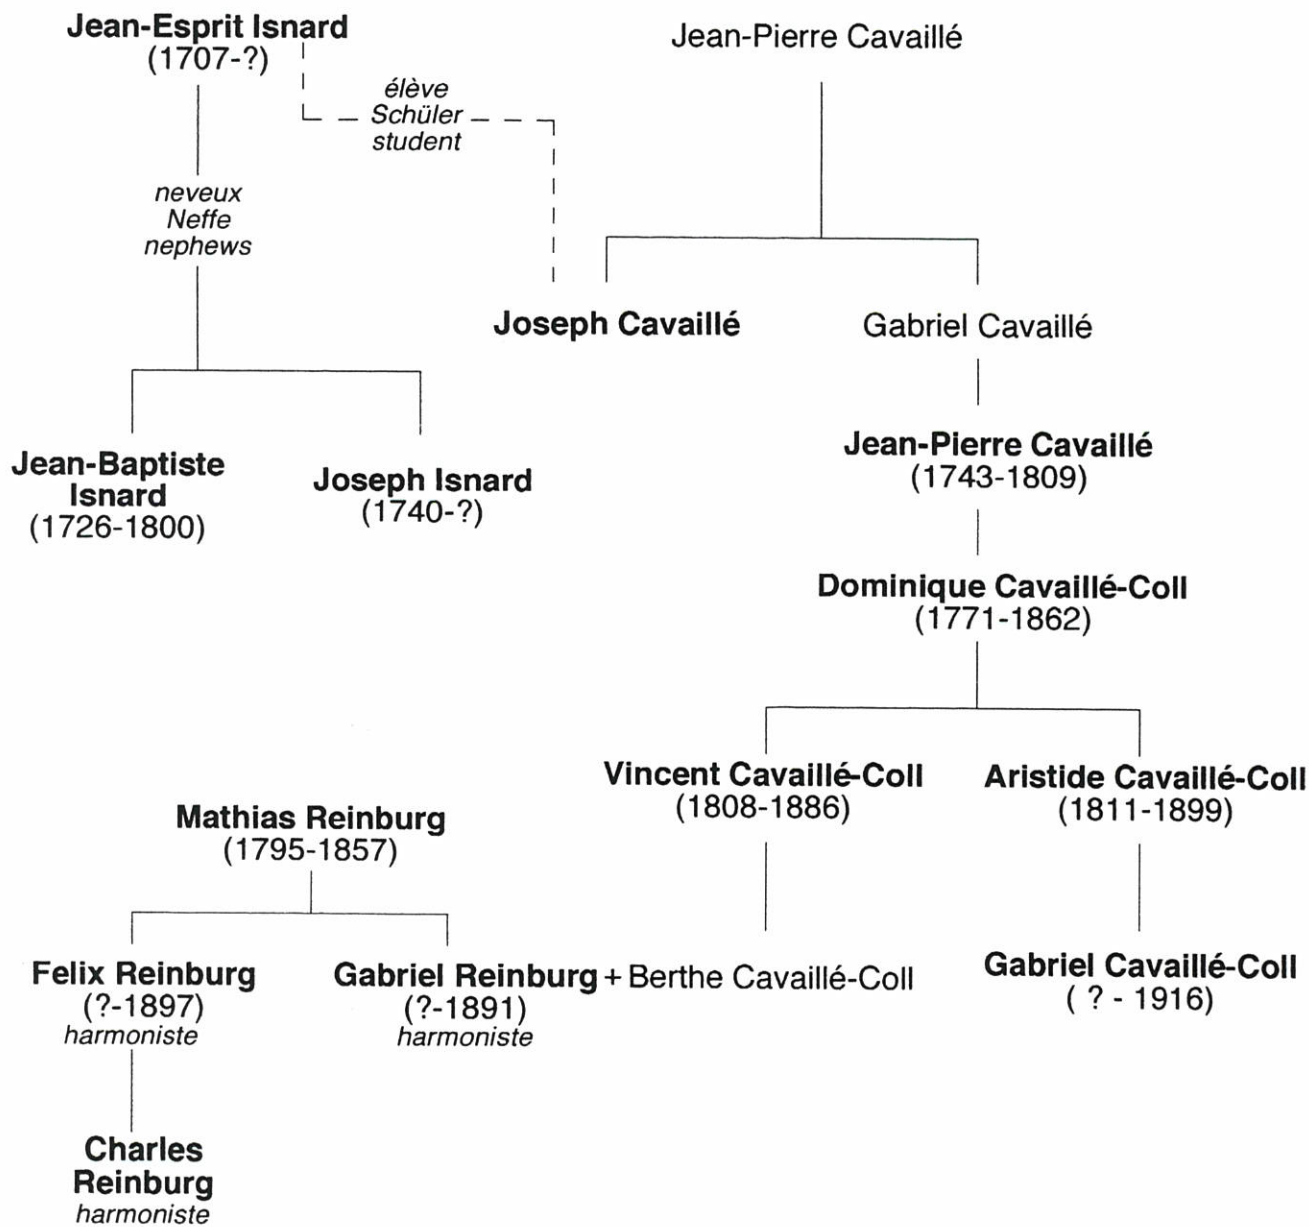 Jean-Esprit Isnard
(1707-?)
Jean-Pierre Cavaillé
élève
Schüler
student
neveux
Neffe
nephews
Joseph Cavaillé
Gabriel Cavaillé
Jean-Baptiste
Isnard
(1726-1800)
Joseph Isnard
(1740-?)
Jean-Pierre Cavaillé
(1743-1809)
Dominique Cavaillé-Coll
(1771-1862)
Vincent Cavaillé-Coll
(1808-1886)
Aristide Cavaillé-Coll
(1811-1899)
Mathias Reinburg
(1795-1857)
Felix Reinburg
(?-1897)
harmoniste
Gabriel Reinburg + Berthe Cavaillé-Coll
(?-1891)
harmoniste
Gabriel Cavaillé-Coll
( ? - 1916)
Charles
Reinburg
harmoniste